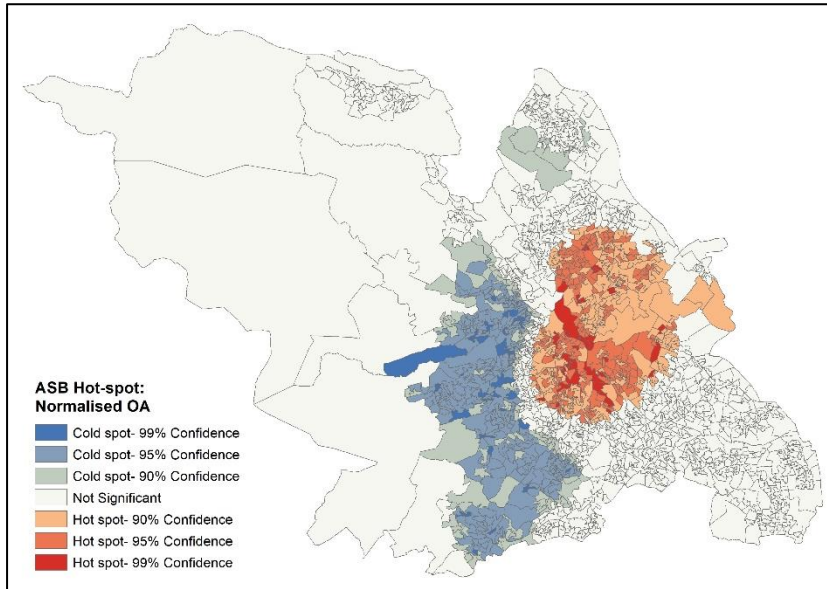 ASB Hot-spot:
Normalised OA
Cold spot- 99% Confidence
Cold spot- 95% Confidence
Cold spot- 90% Confidence
Not Significant
Hot spot- 90% Confidence
Hot spot- 95% Confidence
Hot spot- 99% Confidence